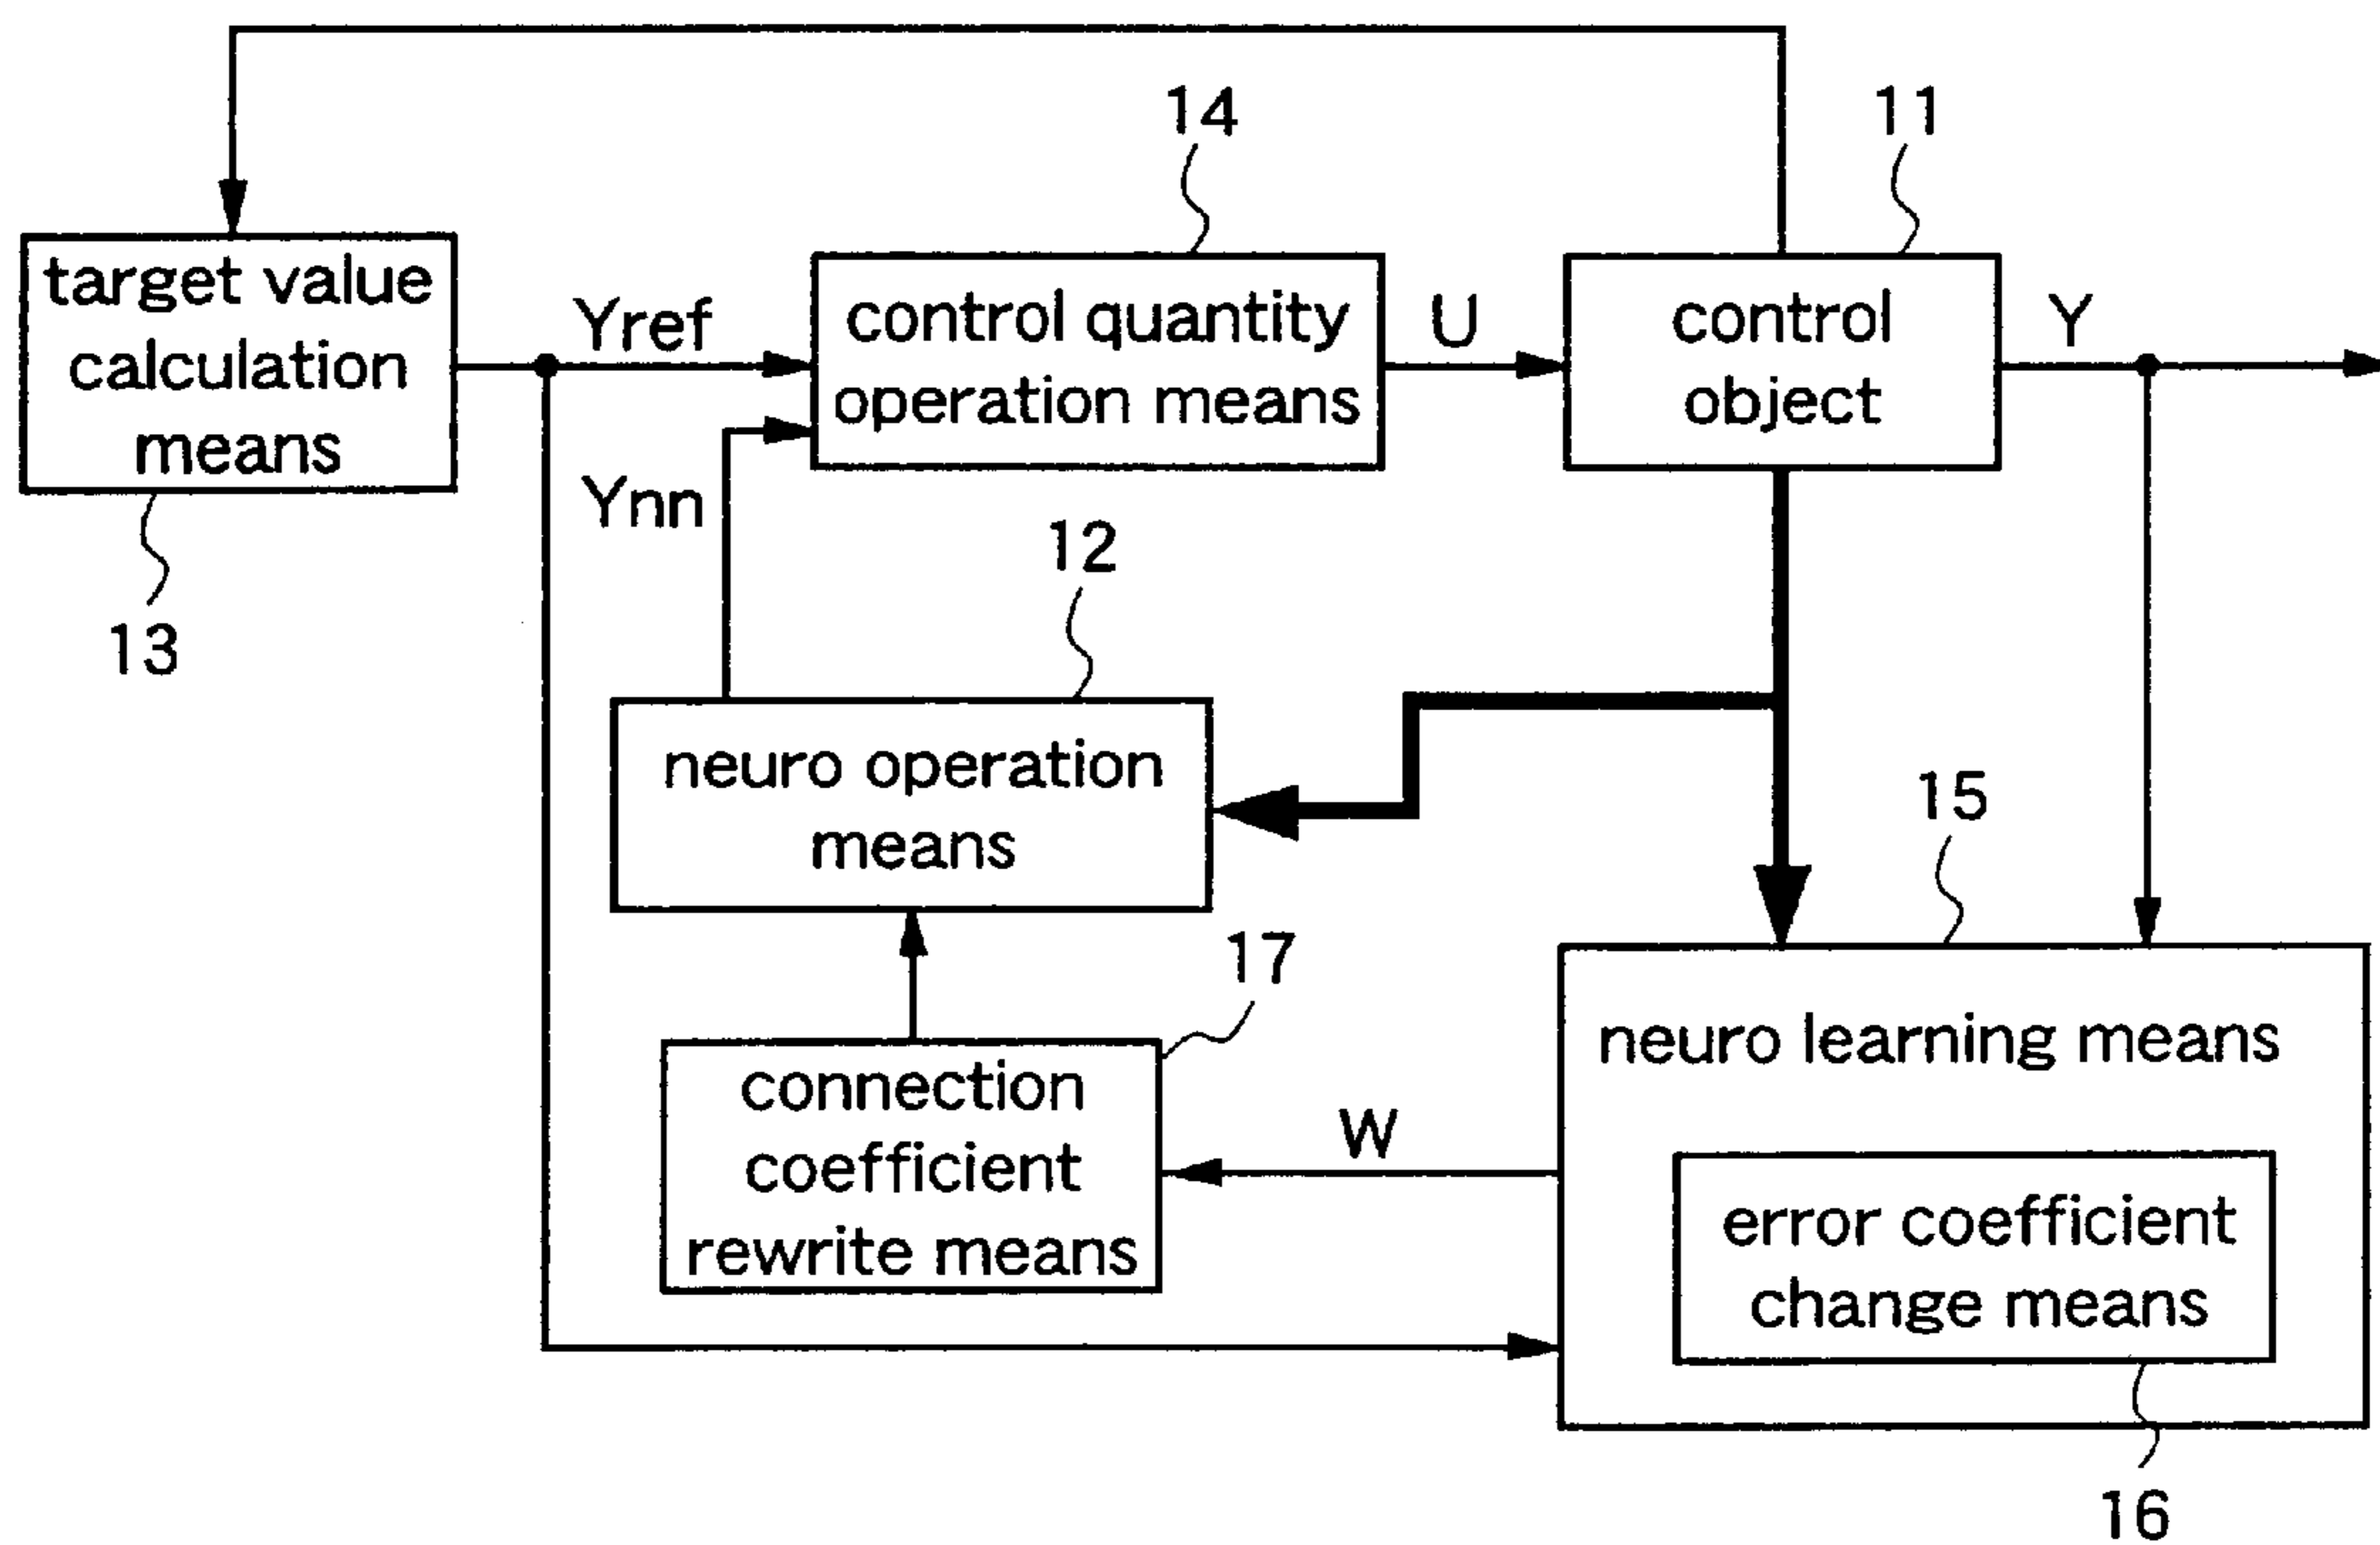 14
11
target value
calculation
means
Yref
control quantity
operation means
U
control
object
Y
Ynn
13
12
neuro operation
means
15
17
connection
coefficient
rewrite means
W
neuro learning means
error coefficient
change means
16